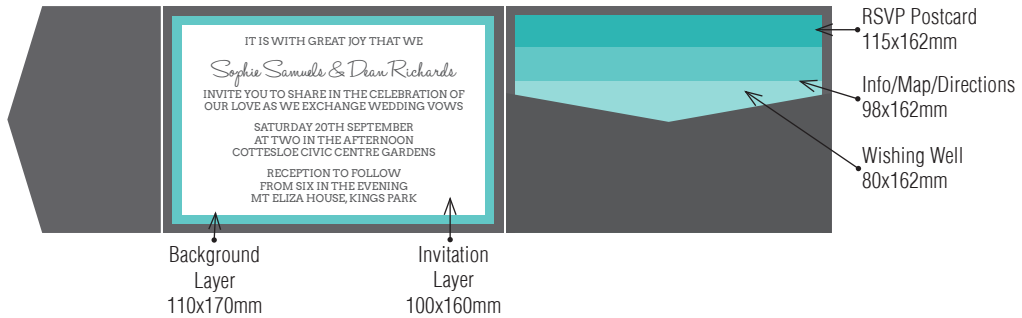 IT IS WITH GREAT JOY THAT WE
Sophie Samuels & Dean Richards
INVITE YOU TO SHARE IN THE CELEBRATION OF
OUR LOVE AS WE EXCHANGE WEDDING VOWS
SATURDAY 20TH SEPTEMBER
AT TWO IN THE AFTERNOON
COTTESLOE CIVIC CENTRE GARDENS
RECEPTION TO FOLLOW
FROM SIX IN THE EVENING
MT ELIZA HOUSE, KINGS PARK
Background
Layer
110x170mm
Invitation
Layer
100x160mm
RSVP Postcard
115x162mm
Info/Map/Directions
98x162mm
Wishing Well
80x162mm